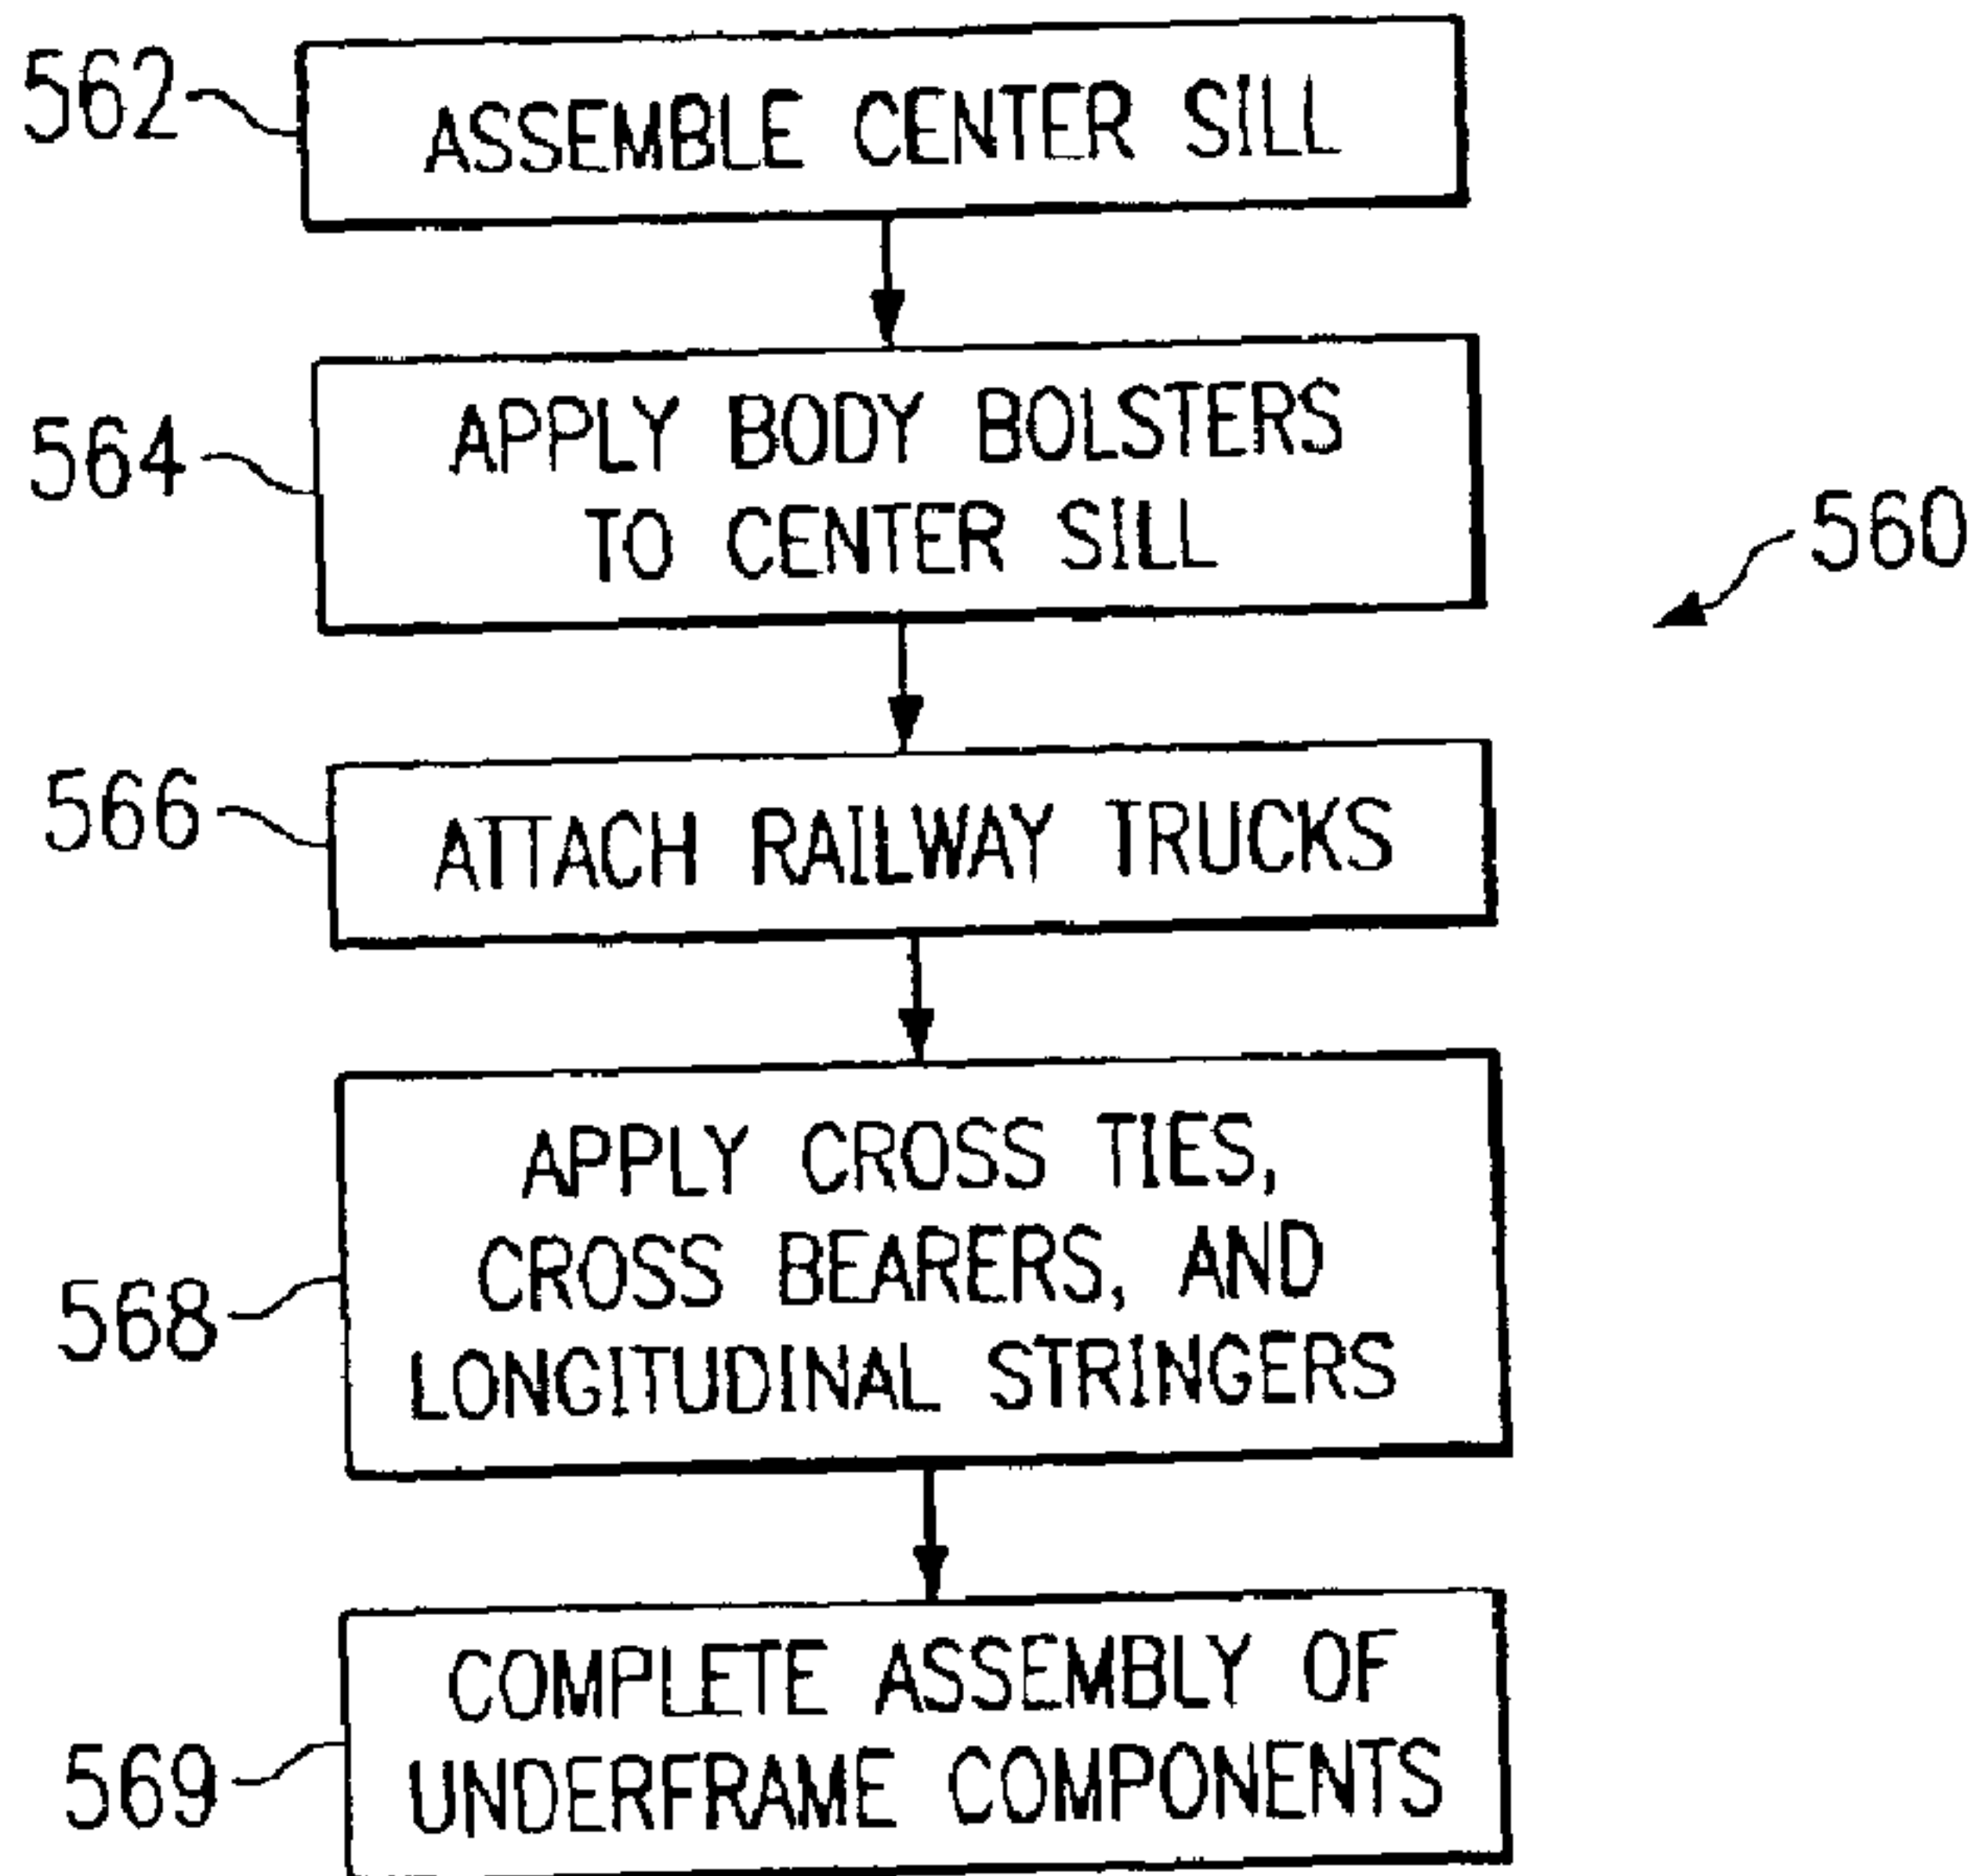 562
ASSEMBLE CENTER SILL
564
APPLY BODY BOLSTERS
TO CENTER SILL
560
566
ATTACH RAILWAY TRUCKS
568
APPLY CROSS TIES,
CROSS BEARERS, AND
LONGITUDINAL STRINGERS
569
COMPLETE ASSEMBLY OF
UNDERFRAME COMPONENTS